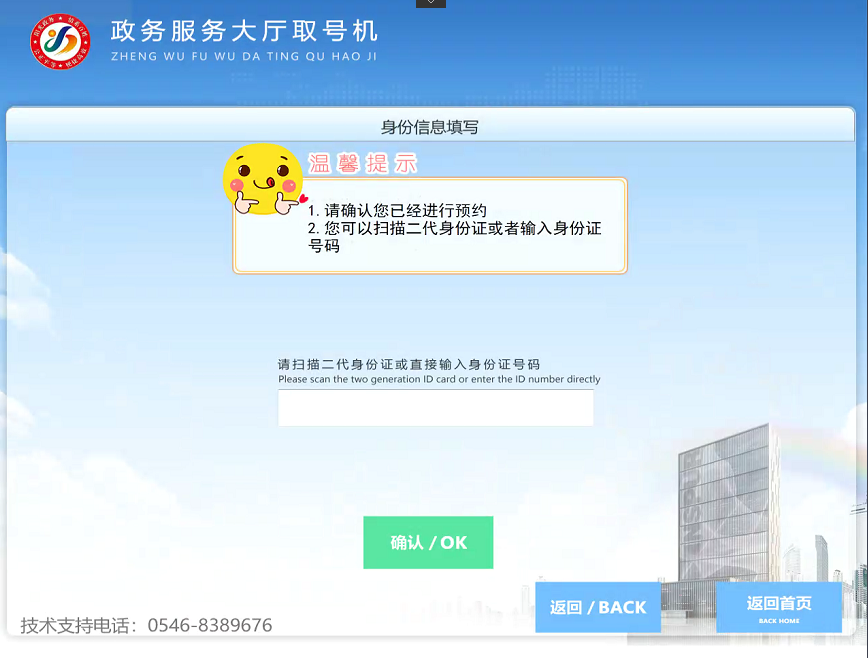 政务服务大厅取号机
ZHENG WU FU WU DA TING QU HAO JI
身份信息填写
温馨提示
1. 请确认您已经进行预约
2. 您可以扫描二代身份证或者输入身份证
号码
请扫描二代身份证或直接输入身份证号码
Please scan the two generation ID card or enter the ID number directly
确认 / OK
返回 / BACK
返回首页
BACK HOME
技术支持电话：0546-8389676